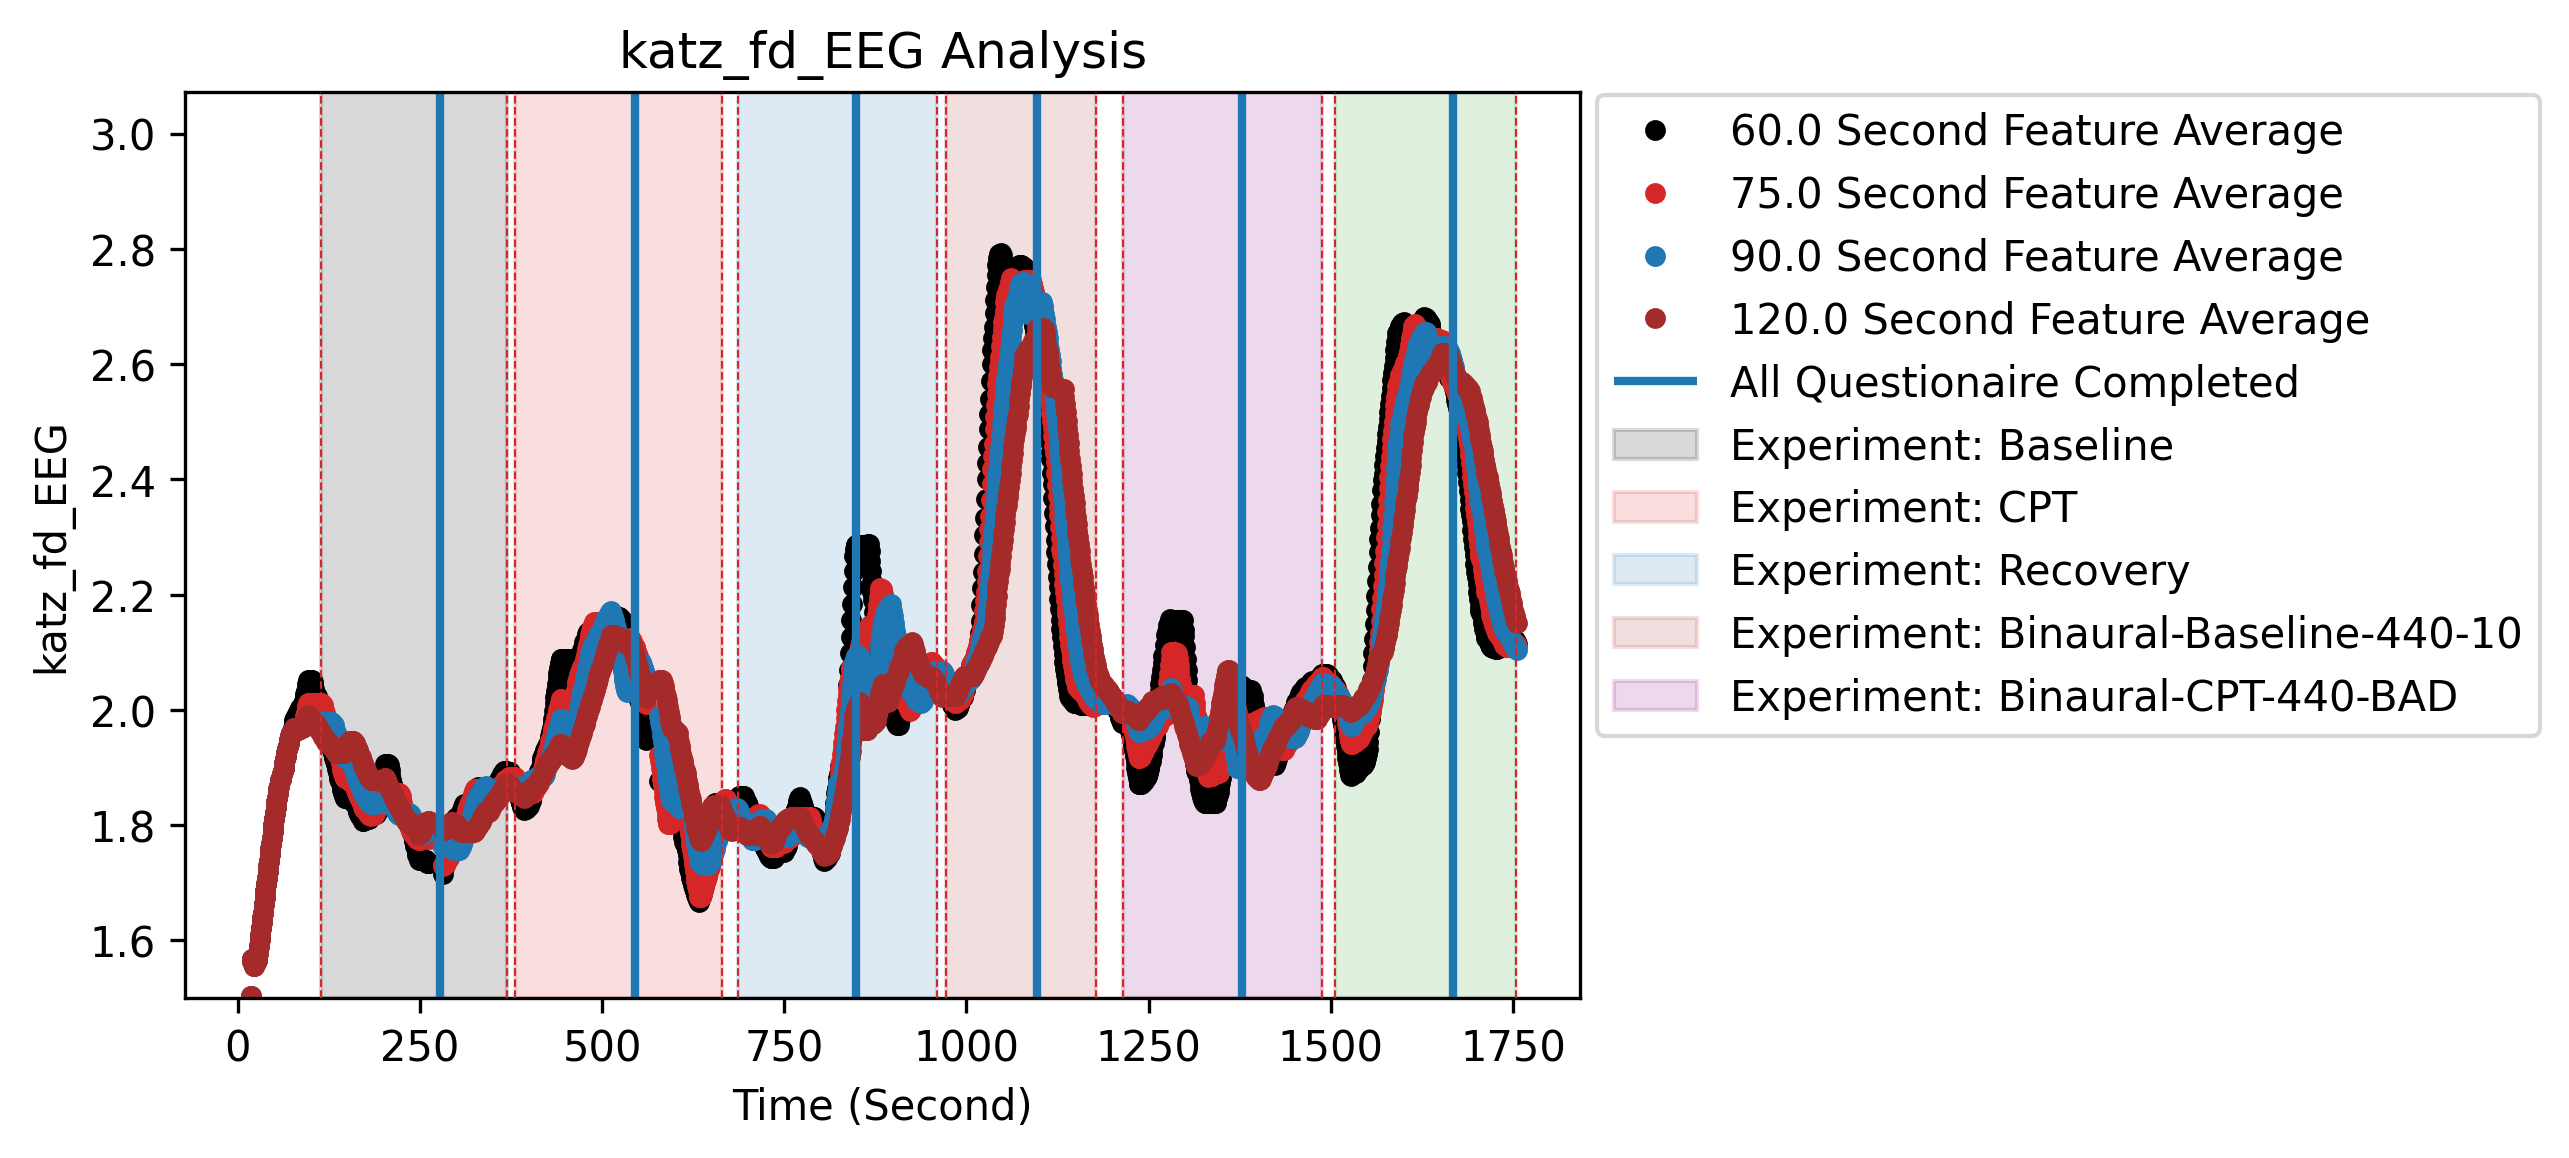 katz_fd_EEG Analysis
katz_fd_EEG
3.0
2.8
2.6
2.4
2.2
2.0
1.8
1.6
0 250 500 750 1000 1250 1500 1750
Time (Second)
60.0 Second Feature Average
75.0 Second Feature Average
90.0 Second Feature Average
120.0 Second Feature Average
All Questionaire Completed
Experiment: Baseline
Experiment: CPT
Experiment: Recovery
Experiment: Binaural-Baseline-440-10
Experiment: Binaural-CPT-440-BAD